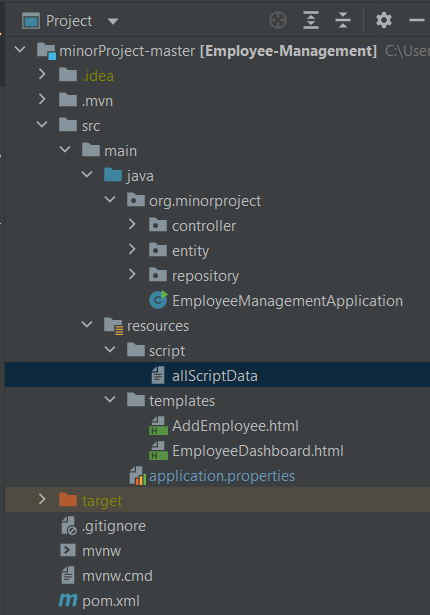 Project
minorProject-master [Employee-Management] C:\User
.idea
.mvn
src
main
java
org.minorproject
controller
entity
repository
EmployeeManagementApplication
resources
script
allScriptData
templates
AddEmployee.html
EmployeeDashboard.html
application.properties
target
.gitignore
mvnw
mvnw.cmd
pom.xml